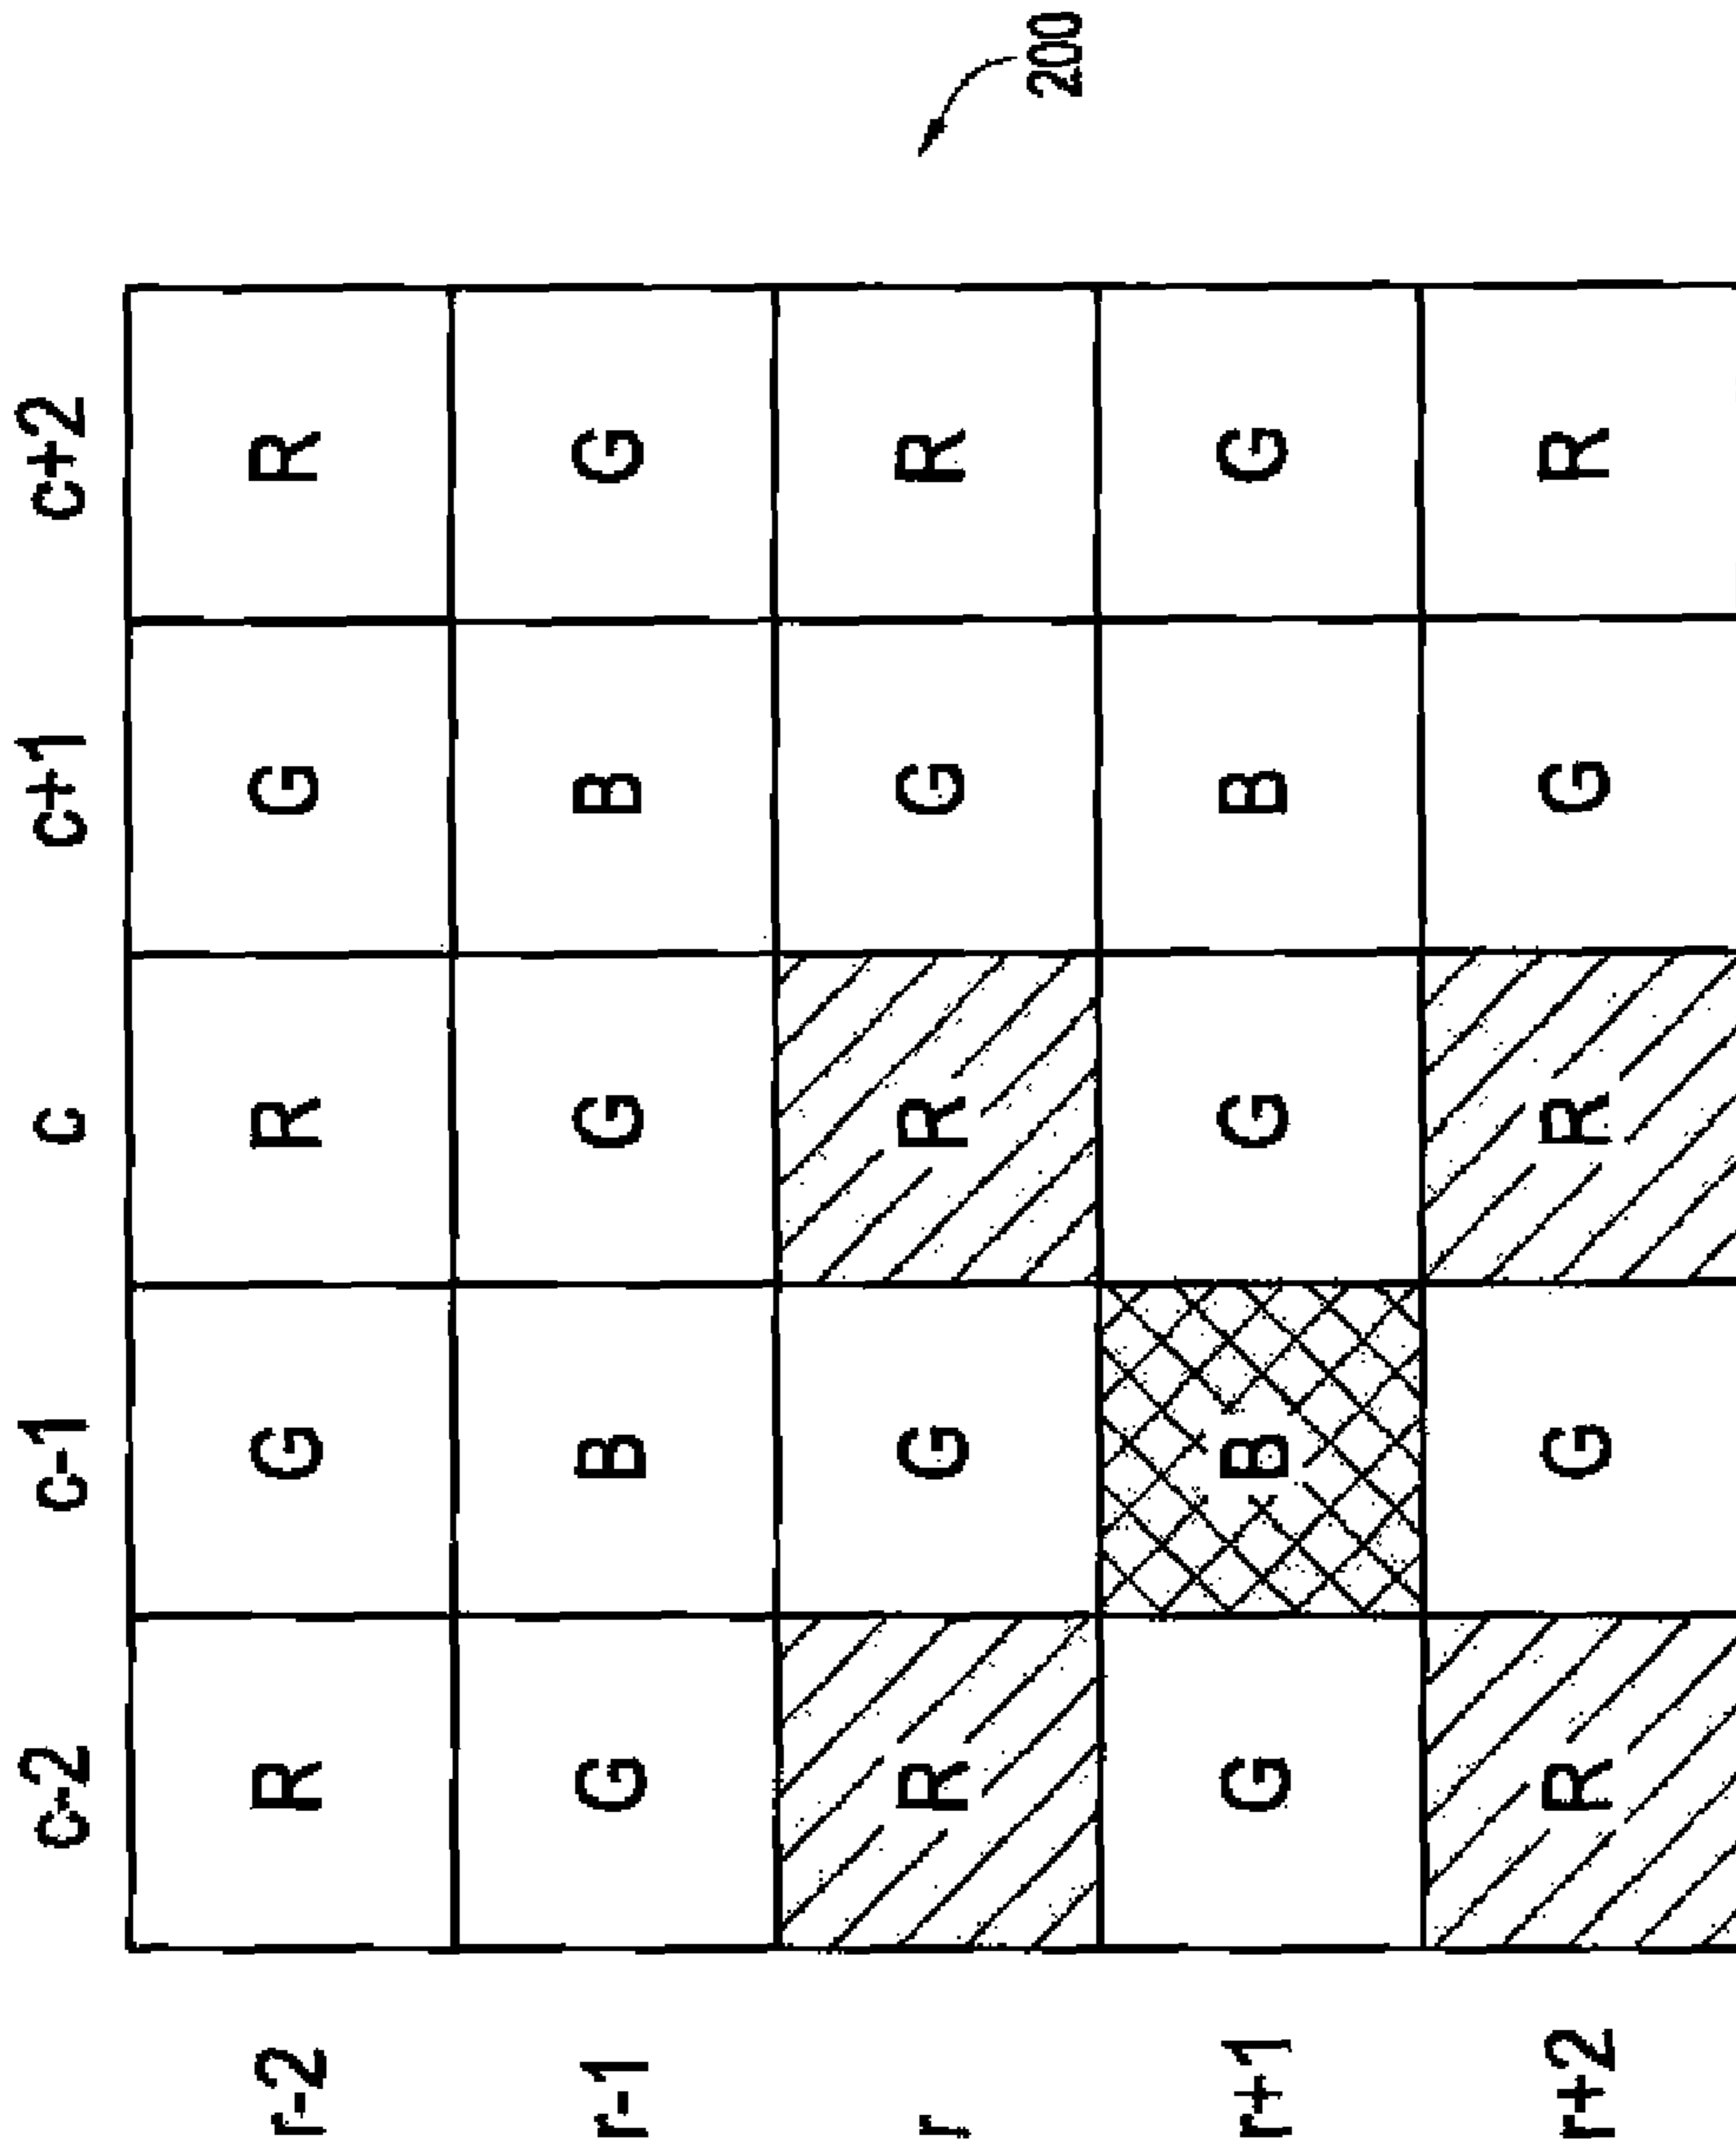 c-2 c-1 c c+1 c+2
r-2 R G R G R
r-1 G B G B G
r R G R G R
r+1 G B G B G
r+2 R G R G R
200